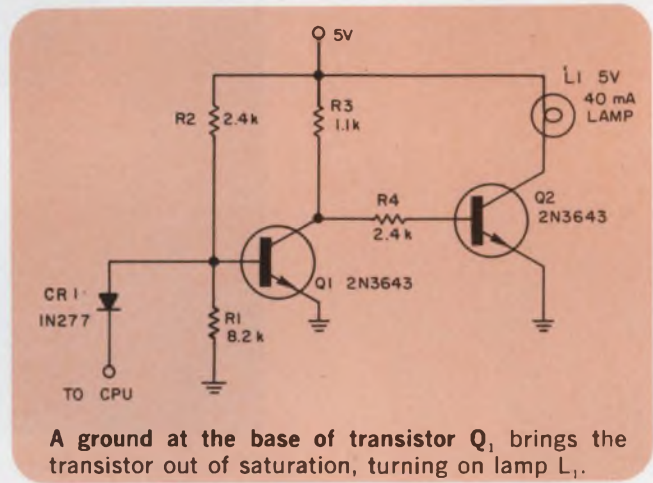 5V
L1 5V
40 mA
LAMP
R2 2.4k
R3
1.1k
R4
2.4k
Q2
2N3643
Q1 2N3643
CR1
IN277
R1
8.2k
TO CPU
A ground at the base of transistor Q₁ brings the
transistor out of saturation, turning on lamp L₁.